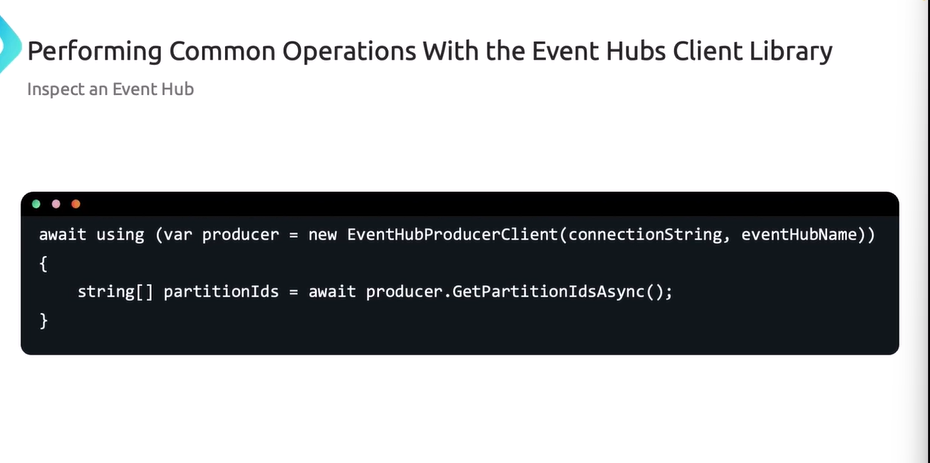 Performing Common Operations With the Event Hubs Client Library
Inspect an Event Hub
await using (var producer = new EventHubProducerClient(connectionString, eventHubName))
{
    string[] partitionIds = await producer.GetPartitionIdsAsync();
}